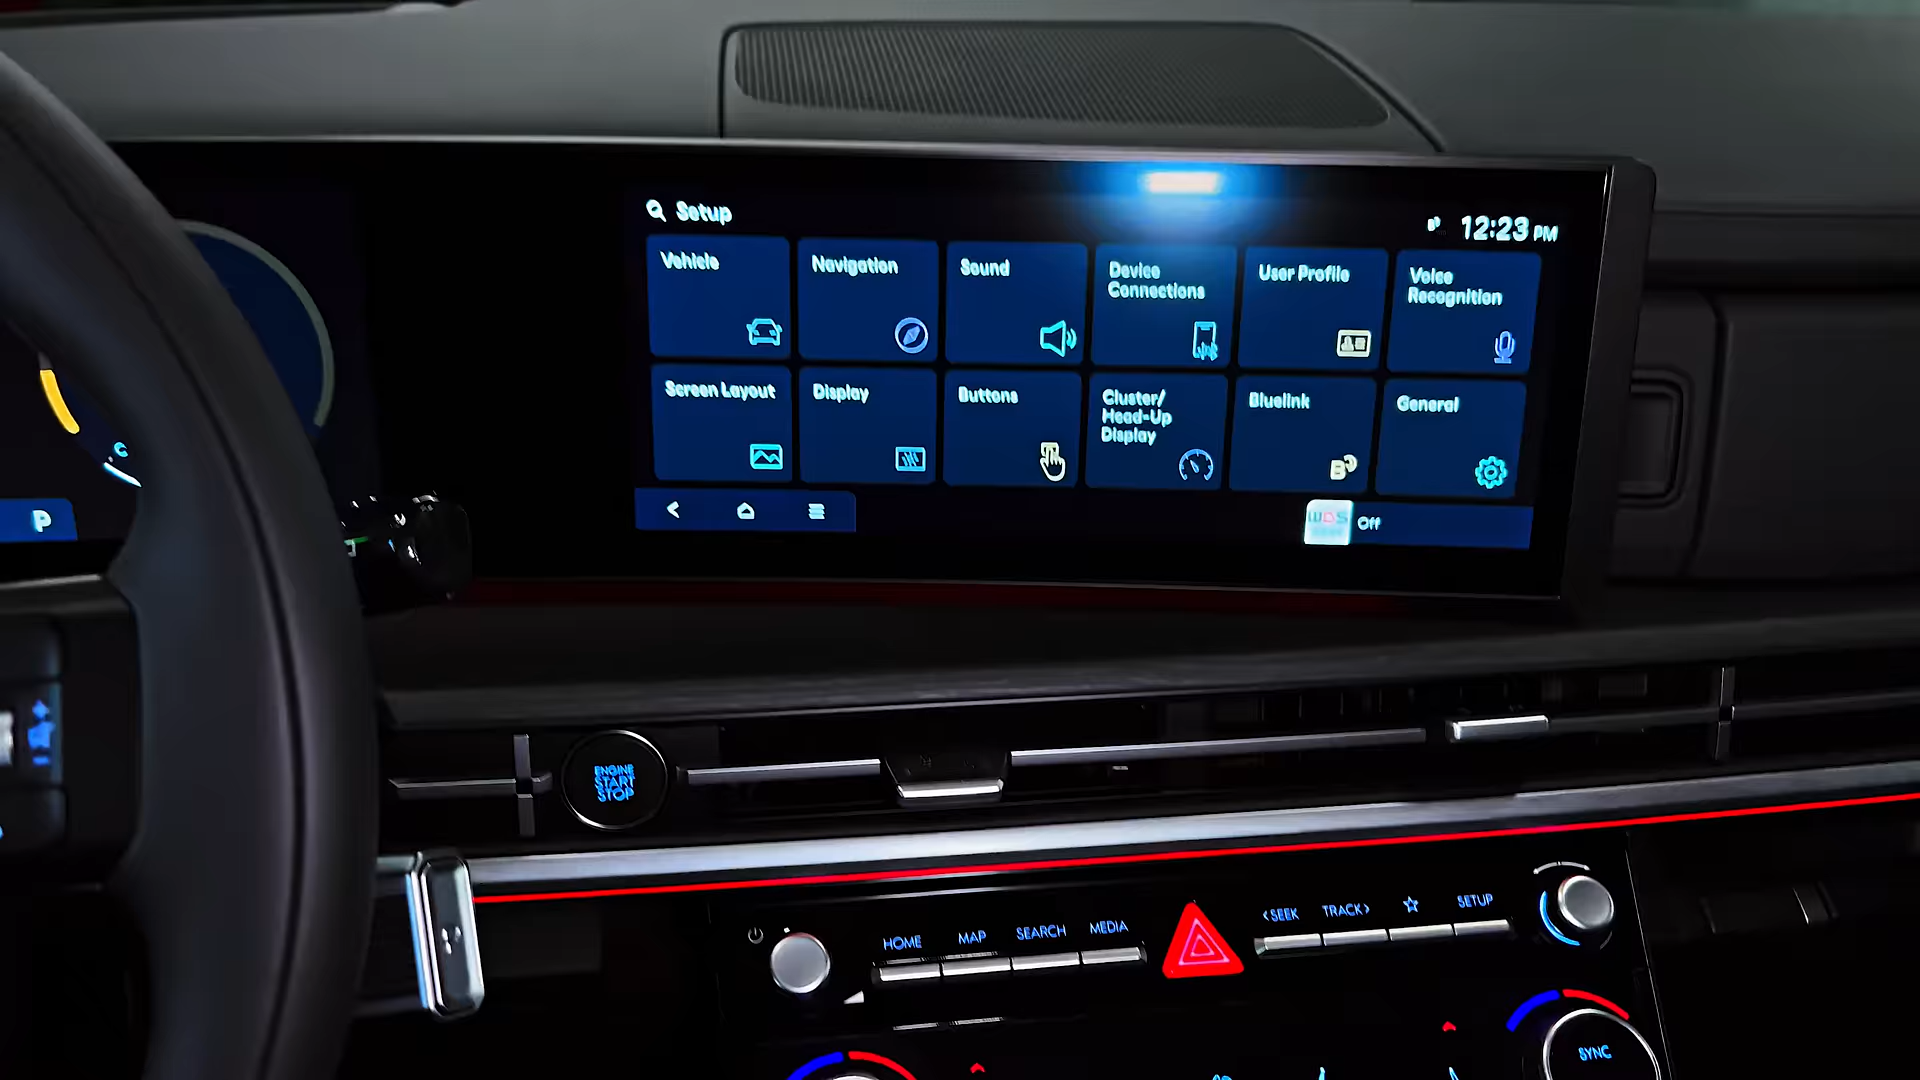 Setup
12:23 PM
Vehicle
Navigation
Sound
Device
Connections
User Profile
Voice
Recognition
Screen Layout
Display
Buttons
Cluster/
Head-Up
Display
Bluelink
General
Off
P
C
ENGINE
START
STOP
HOME
MAP
SEARCH
MEDIA
<SEEK
TRACK>
☆
SETUP
SYNC